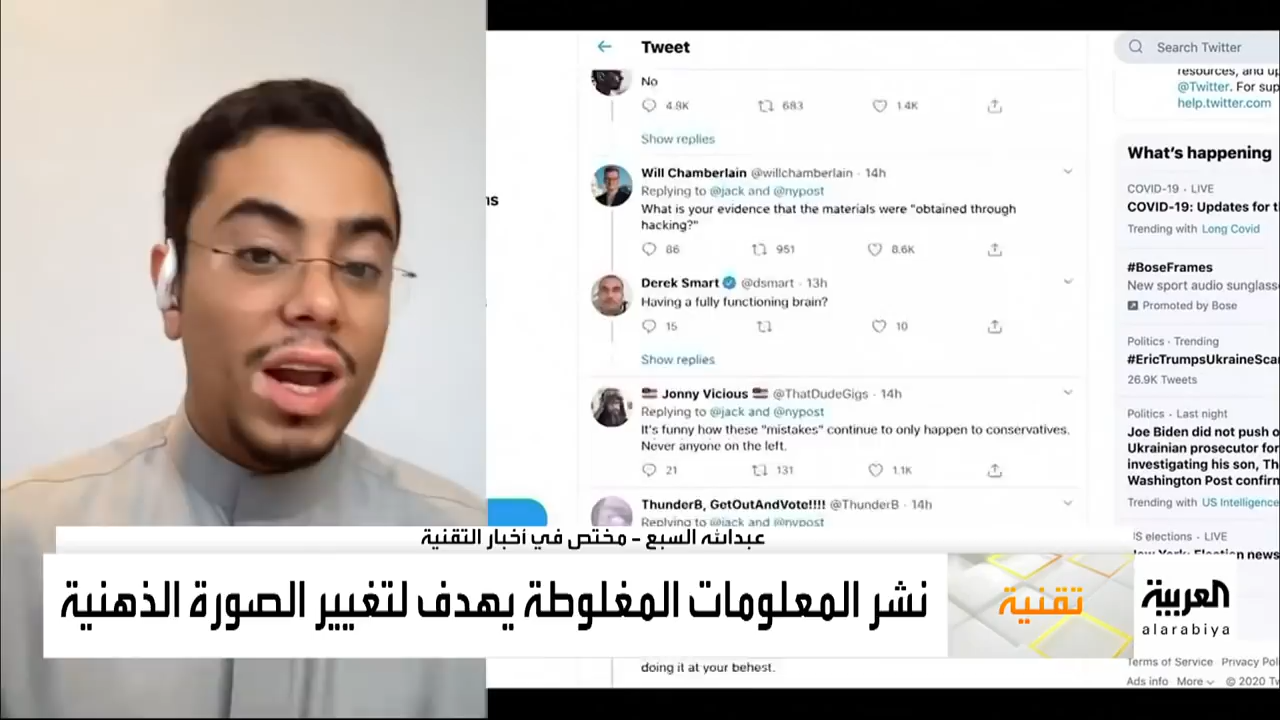 Tweet
Search Twitter
No
4.8K 683 1.4K
Show replies
Will Chamberlain @willchamberlain · 14h
Replying to @jack and @nypost
What is your evidence that the materials were "obtained through
hacking?"
86 951 8.6K
Derek Smart @dsmart · 13h
Having a fully functioning brain?
15 10
Show replies
Jonny Vicious @ThatDudeGigs · 14h
Replying to @jack and @nypost
It's funny how these "mistakes" continue to only happen to conservatives.
Never anyone on the left.
21 131 1.1K
ThunderB, GetOutAndVote!!!! @ThunderB · 14h
Replying to @jack and @nypost
doing it at your behest.
ns
resources, and up
@Twitter. For sup
help.twitter.com
What's happening
COVID-19 · LIVE
COVID-19: Updates for t
Trending with Long Covid
#BoseFrames
New sport audio sunglass
Promoted by Bose
Politics · Trending
#EricTrumpsUkraineSca
26.9K Tweets
Politics · Last night
Joe Biden did not push o
Ukrainian prosecutor for
investigating his son, Th
Washington Post confirm
Trending with US Intelligence
US elections · LIVE
New York: Election news
Terms of Service Privacy Pol
Ads info More © 2020 Tw
عبدالله السبع - مختص في أخبار التقنية
نشر المعلومات المغلوطة يهدف لتغيير الصورة الذهنية
تقنية
العربية
alarabiya